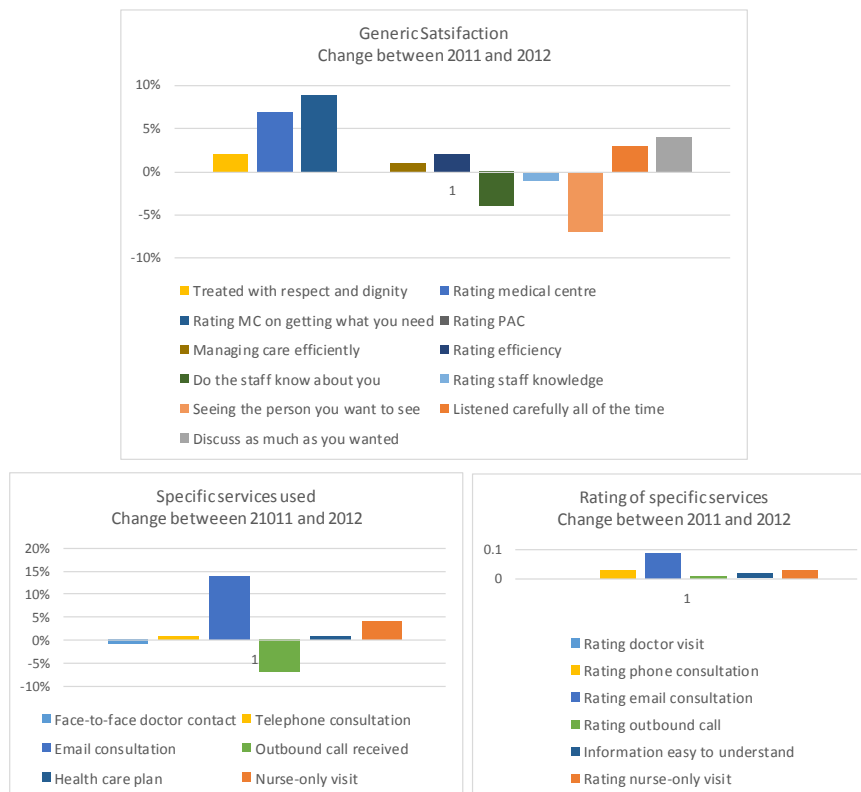 Generic Satsifaction
Change between 2011 and 2012
10%
5%
0%
1
-5%
-10%
Treated with respect and dignity Rating medical centre
Rating MC on getting what you need Rating PAC
Managing care efficiently Rating efficiency
Do the staff know about you Rating staff knowledge
Seeing the person you want to see Listened carefully all of the time
Discuss as much as you wanted
Specific services used
Change betweeen 21011 and 2012
20%
15%
10%
5%
0%
1
-5%
-10%
Face-to-face doctor contact Telephone consultation
Email consultation Outbound call received
Health care plan Nurse-only visit
Rating of specific services
Change between 2011 and 2012
0.1
0
1
Rating doctor visit
Rating phone consultation
Rating email consultation
Rating outbound call
Information easy to understand
Rating nurse-only visit